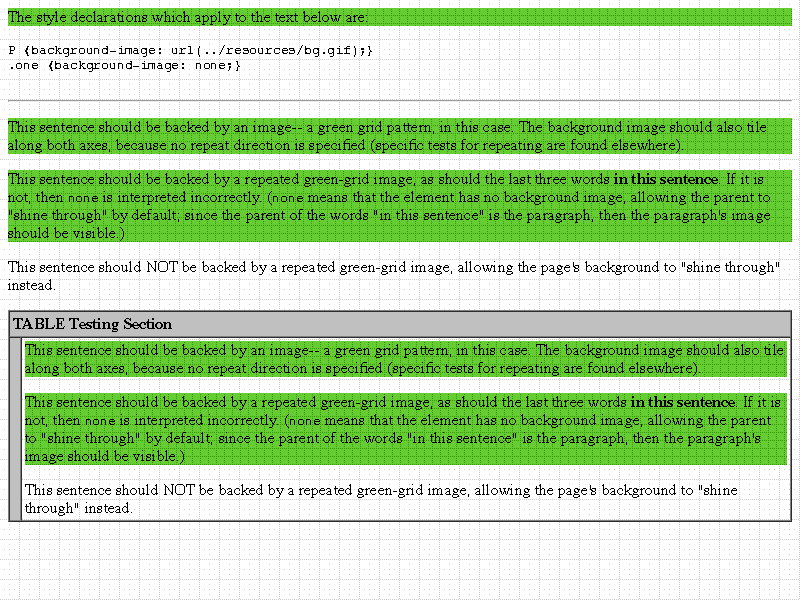 The style declarations which apply to the text below are:
P {background-image: url(../resources/bg.gif);}
.one {background-image: none;}
This sentence should be backed by an image-- a green grid pattern, in this case. The background image should also tile
along both axes, because no repeat direction is specified (specific tests for repeating are found elsewhere).
This sentence should be backed by a repeated green-grid image, as should the last three words in this sentence. If it is
not, then none is interpreted incorrectly. (none means that the element has no background image, allowing the parent to
"shine through" by default; since the parent of the words "in this sentence" is the paragraph, then the paragraph's image
should be visible.)
This sentence should NOT be backed by a repeated green-grid image, allowing the page's background to "shine through"
instead.
TABLE Testing Section
This sentence should be backed by an image-- a green grid pattern, in this case. The background image should also tile
along both axes, because no repeat direction is specified (specific tests for repeating are found elsewhere).
This sentence should be backed by a repeated green-grid image, as should the last three words in this sentence. If it is
not, then none is interpreted incorrectly. (none means that the element has no background image, allowing the parent
to "shine through" by default; since the parent of the words "in this sentence" is the paragraph, then the paragraph's
image should be visible.)
This sentence should NOT be backed by a repeated green-grid image, allowing the page's background to "shine
through" instead.